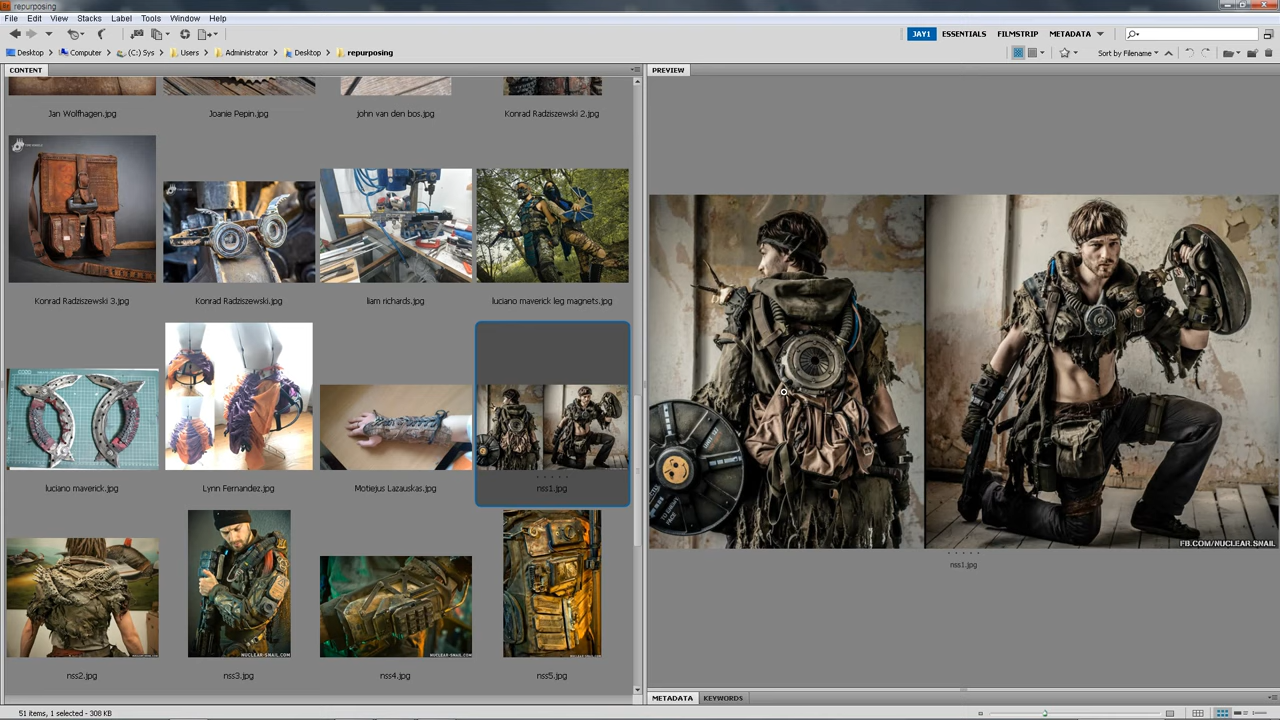 Br repurposing
File Edit View Stacks Label Tools Window Help
JAY1 ESSENTIALS FILMSTRIP METADATA
Desktop Computer (C:) Sys Users Administrator Desktop repurposing
Sort by Filename
CONTENT
PREVIEW
Jan Wolfhagen.jpg Joanie Pepin.jpg john van den bos.jpg Konrad Radziszewski 2.jpg
Konrad Radziszewski 3.jpg Konrad Radziszewski.jpg liam richards.jpg luciano maverick leg magnets.jpg
luciano maverick.jpg Lynn Fernandez.jpg Motiejus Lazauskas.jpg nss1.jpg
NUCLEAR-SNAIL.COM
nss2.jpg nss3.jpg nss4.jpg nss5.jpg
FB.COM/NUCLEAR.SNAIL
nss1.jpg
METADATA KEYWORDS
51 items, 1 selected - 308 KB